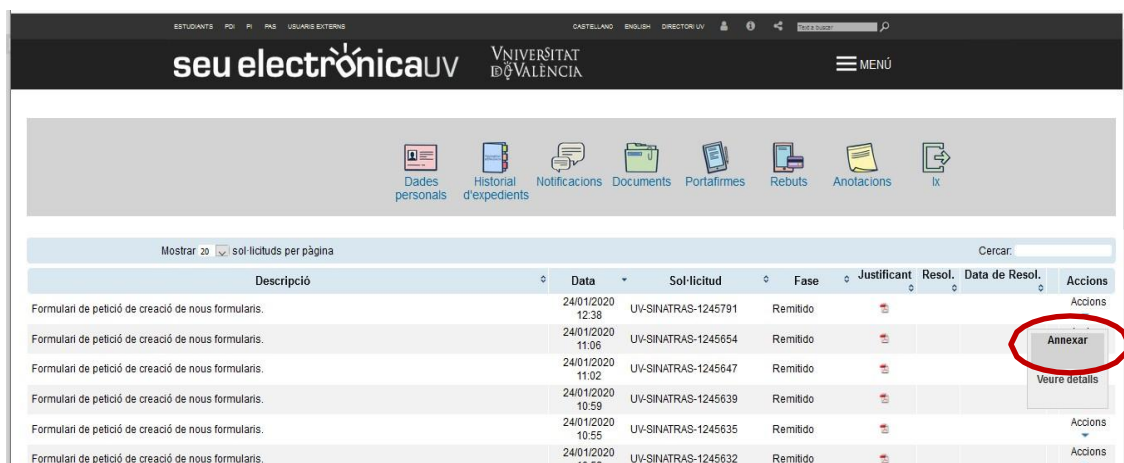 ESTUDIANTS PDI PI PAS USUARIS EXTERNS CASTELLANO ENGLISH DIRECTORI UV Text a buscar
seu electrònicaUV VNIVERSITAT DE VALÈNCIA MENÚ
Dades personals Historial d'expedients Notificacions Documents Portafirmes Rebuts Anotacions Ix
Mostrar 20 sol·licituds per pàgina Cercar:
Descripció Data Sol·licitud Fase Justificant Resol. Data de Resol. Accions
Formulari de petició de creació de nous formularis. 24/01/2020 12:38 UV-SINATRAS-1245791 Remitido Accions
Formulari de petició de creació de nous formularis. 24/01/2020 11:06 UV-SINATRAS-1245654 Remitido
Annexar
Formulari de petició de creació de nous formularis. 24/01/2020 11:02 UV-SINATRAS-1245647 Remitido
Veure detalls
Formulari de petició de creació de nous formularis. 24/01/2020 10:59 UV-SINATRAS-1245639 Remitido
Formulari de petició de creació de nous formularis. 24/01/2020 10:55 UV-SINATRAS-1245635 Remitido Accions
Formulari de petició de creació de nous formularis. 24/01/2020 UV-SINATRAS-1245632 Remitido Accions